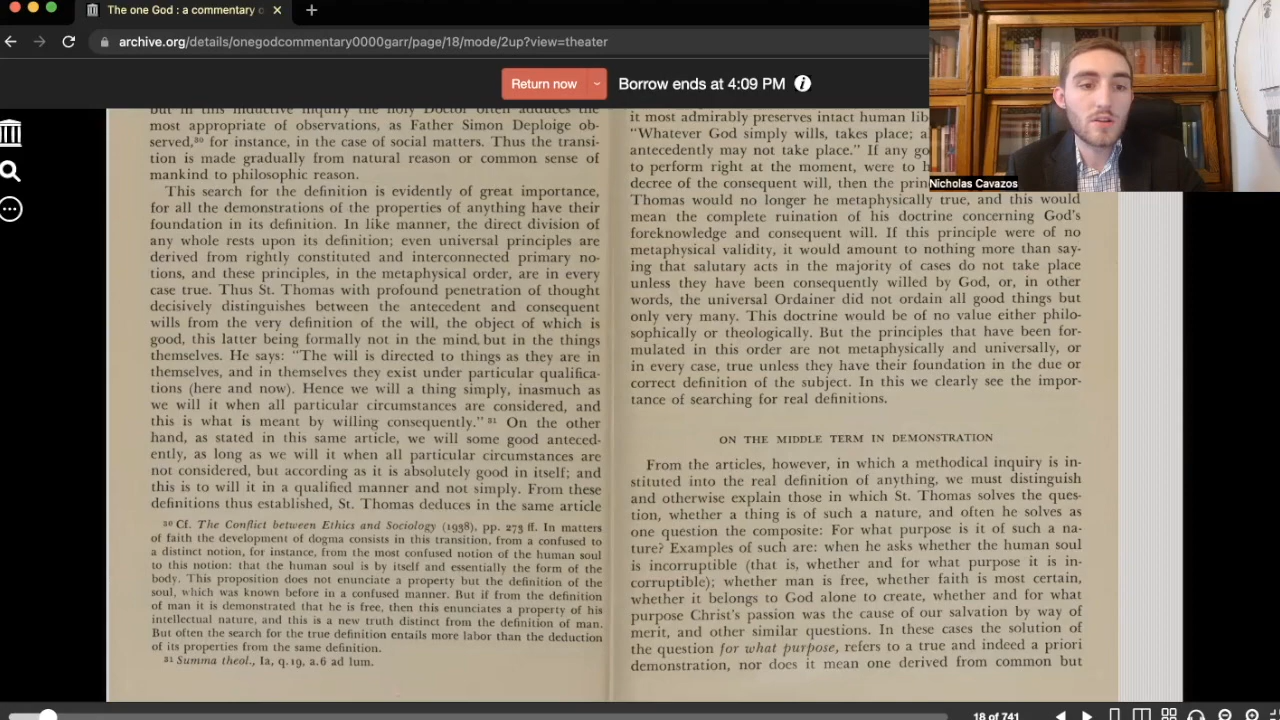 The one God : a commentary o
archive.org/details/onegodcommentary0000garr/page/18/mode/2up?view=theater
Return now
Borrow ends at 4:09 PM
Nicholas Cavazos
but in this inductive inquiry the Holy Doctor often adduces the
most appropriate of observations, as Father Simon Deploige ob-
served,³⁰ for instance, in the case of social matters. Thus the transi-
tion is made gradually from natural reason or common sense of
mankind to philosophic reason.
This search for the definition is evidently of great importance,
for all the demonstrations of the properties of anything have their
foundation in its definition. In like manner, the direct division of
any whole rests upon its definition; even universal principles are
derived from rightly constituted and interconnected primary no-
tions, and these principles, in the metaphysical order, are in every
case true. Thus St. Thomas with profound penetration of thought
decisively distinguishes between the antecedent and consequent
wills from the very definition of the will, the object of which is
good, this latter being formally not in the mind but in the things
themselves. He says: "The will is directed to things as they are in
themselves, and in themselves they exist under particular qualifica-
tions (here and now). Hence we will a thing simply, inasmuch as
we will it when all particular circumstances are considered, and
this is what is meant by willing consequently." ³¹ On the other
hand, as stated in this same article, we will some good anteced-
ently, as long as we will it when all particular circumstances are
not considered, but according as it is absolutely good in itself; and
this is to will it in a qualified manner and not simply. From these
definitions thus established, St. Thomas deduces in the same article
³⁰ Cf. The Conflict between Ethics and Sociology (1938), pp. 273 ff. In matters
of faith the development of dogma consists in this transition, from a confused to
a distinct notion, for instance, from the most confused notion of the human soul
to this notion: that the human soul is by itself and essentially the form of the
body. This proposition does not enunciate a property but the definition of the
soul, which was known before in a confused manner. But if from the definition
of man it is demonstrated that he is free, then this enunciates a property of his
intellectual nature, and this is a new truth distinct from the definition of man.
But often the search for the true definition entails more labor than the deduction
of its properties from the same definition.
³¹ Summa theol., Ia, q.19, a.6 ad lum.
it most admirably preserves intact human lib
"Whatever God simply wills, takes place; a
antecedently may not take place." If any go
to perform right at the moment, were to h
decree of the consequent will, then the prin
Thomas would no longer he metaphysically true, and this would
mean the complete ruination of his doctrine concerning God's
foreknowledge and consequent will. If this principle were of no
metaphysical validity, it would amount to nothing more than say-
ing that salutary acts in the majority of cases do not take place
unless they have been consequently willed by God, or, in other
words, the universal Ordainer did not ordain all good things but
only very many. This doctrine would be of no value either philo-
sophically or theologically. But the principles that have been for-
mulated in this order are not metaphysically and universally, or
in every case, true unless they have their foundation in the due or
correct definition of the subject. In this we clearly see the impor-
tance of searching for real definitions.
ON THE MIDDLE TERM IN DEMONSTRATION
From the articles, however, in which a methodical inquiry is in-
stituted into the real definition of anything, we must distinguish
and otherwise explain those in which St. Thomas solves the ques-
tion, whether a thing is of such a nature, and often he solves as
one question the composite: For what purpose is it of such a na-
ture? Examples of such are: when he asks whether the human soul
is incorruptible (that is, whether and for what purpose it is in-
corruptible); whether man is free, whether faith is most certain,
whether it belongs to God alone to create, whether and for what
purpose Christ's passion was the cause of our salvation by way of
merit, and other similar questions. In these cases the solution of
the question for what purpose, refers to a true and indeed a priori
demonstration, nor does it mean one derived from common but
18 of 741